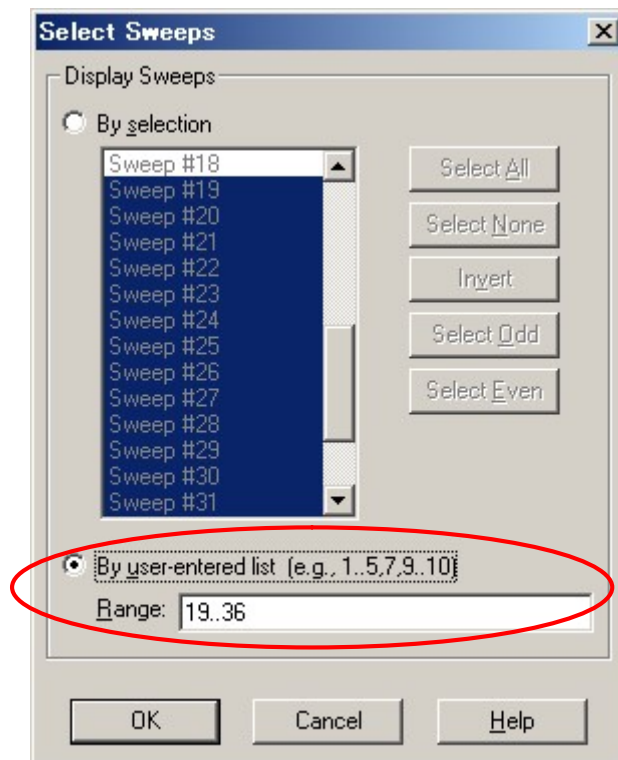 Select Sweeps
Display Sweeps
By selection
Sweep #18
Sweep #19
Sweep #20
Sweep #21
Sweep #22
Sweep #23
Sweep #24
Sweep #25
Sweep #26
Sweep #27
Sweep #28
Sweep #29
Sweep #30
Sweep #31
Select All
Select None
Invert
Select Odd
Select Even
By user-entered list (e.g., 1..5,7,9..10)
Range: 19..36
OK Cancel Help